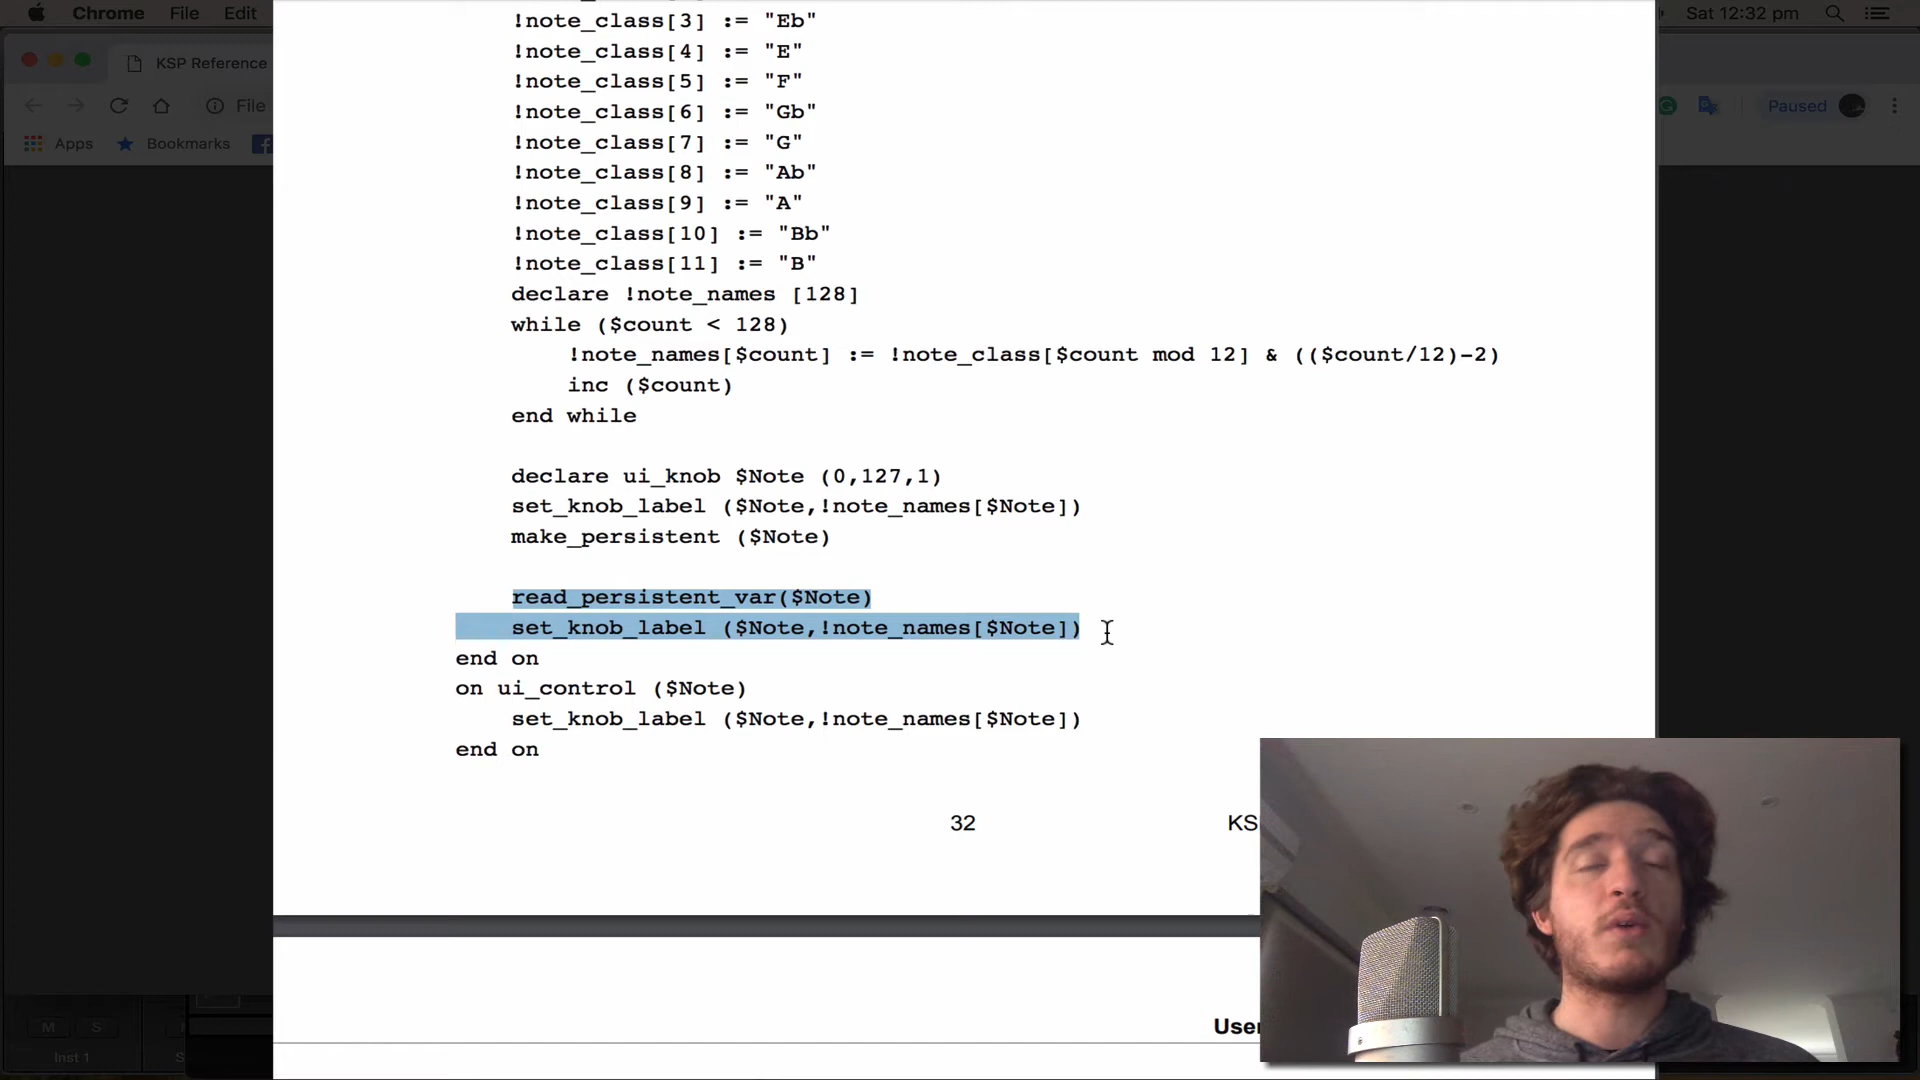 Chrome File Edit Sat 12:32 pm
!note_class[3] := "Eb"
KSP Reference
!note_class[4] := "E"
!note_class[5] := "F"
File Paused
!note_class[6] := "Gb"
!note_class[7] := "G"
Apps Bookmarks
!note_class[8] := "Ab"
!note_class[9] := "A"
!note_class[10] := "Bb"
!note_class[11] := "B"
declare !note_names [128]
while ($count < 128)
!note_names[$count] := !note_class[$count mod 12] & (($count/12)-2)
inc ($count)
end while
declare ui_knob $Note (0,127,1)
set_knob_label ($Note,!note_names[$Note])
make_persistent ($Note)
read_persistent_var($Note)
set_knob_label ($Note,!note_names[$Note])
end on
on ui_control ($Note)
set_knob_label ($Note,!note_names[$Note])
end on
32 KS
User
M S
Inst 1 S